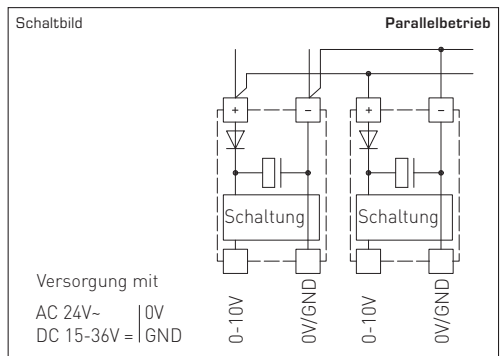 Schaltbild
Parallelbetrieb
+
−
+
−
Schaltung
Schaltung
0-10V
0V/GND
0-10V
0V/GND
Versorgung mit
AC 24V~ | 0V
DC 15-36V = | GND